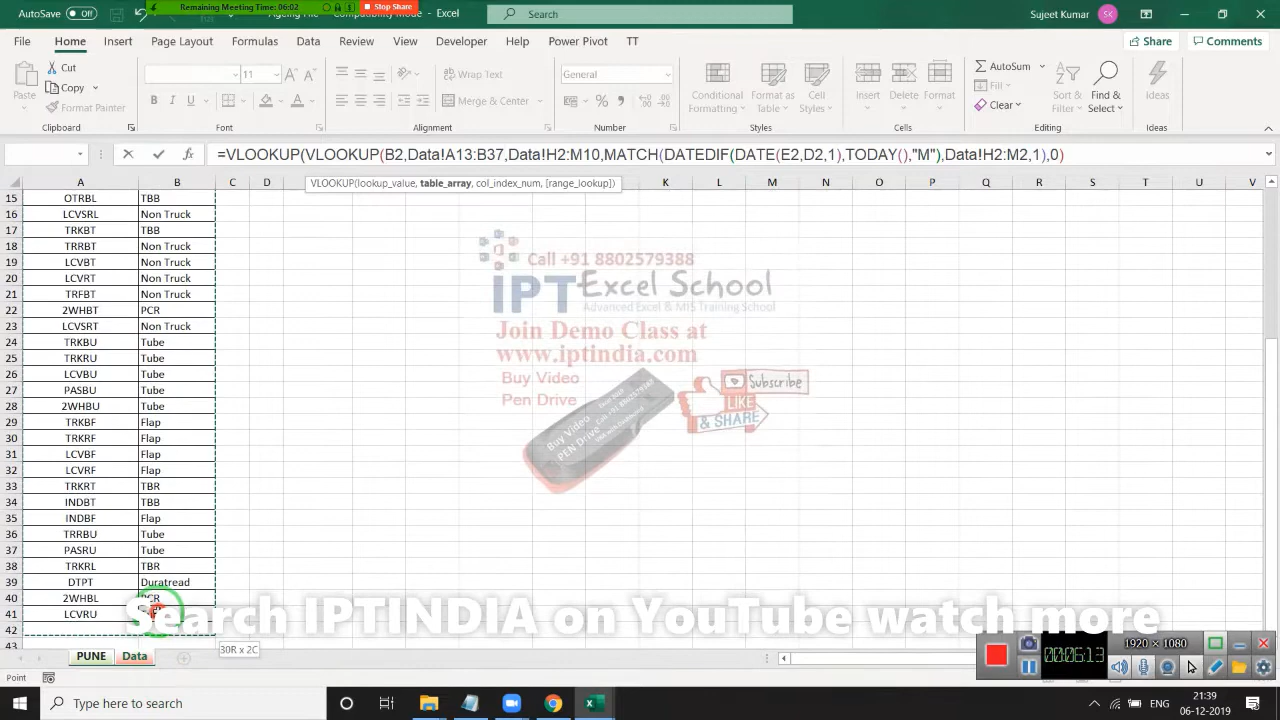 Remaining Meeting Time: 06:02
Stop Share
AutoSave Off
Compatibility Mode - Excel
Search
Sujeet Kumar SK
File Home Insert Page Layout Formulas Data Review View Developer Help Power Pivot TT Share Comments
Cut
Copy
Format Painter
Paste
11
Wrap Text
Merge & Center
General
Conditional Formatting
Format as Table
Cell Styles
Insert Delete Format
AutoSum
Fill
Clear
Sort & Filter
Find & Select
Ideas
Clipboard Font Alignment Number Styles Cells Editing Ideas
=VLOOKUP(VLOOKUP(B2,Data!A13:B37,Data!H2:M10,MATCH(DATEDIF(DATE(E2,D2,1),TODAY(),"M"),Data!H2:M2,1),0)
VLOOKUP(lookup_value, table_array, col_index_num, [range_lookup])
A B C D K L M N O P Q R S T U V
15 OTRBL TBB
16 LCVSRL Non Truck
17 TRKBT TBB
18 TRRBT Non Truck
19 LCVBT Non Truck
20 LCVRT Non Truck
21 TRFBT Non Truck
22 2WHBT PCR
23 LCVSRT Non Truck
24 TRKBU Tube
25 TRKRU Tube
26 LCVBU Tube
27 PASBU Tube
28 2WHBU Tube
29 TRKBF Flap
30 TRKRF Flap
31 LCVBF Flap
32 LCVRF Flap
33 TRKRT TBR
34 INDBT TBB
35 INDBF Flap
36 TRRBU Tube
37 PASRU Tube
38 TRKRL TBR
39 DTPT Duratread
40 2WHBL PCR
41 LCVRU
42
43
Call +91 8802579388
IPT Excel School
Advanced Excel & MIS Training School
Join Demo Class at
www.iptindia.com
Buy Video
Pen Drive
Buy Video
PEN Drive
Subscribe
LIKE
& SHARE
Search IPTINDIA on YouTube watch more
30R x 2C
PUNE Data
Point
1920 × 1080
00:06:13
Type here to search
ENG
21:39
06-12-2019